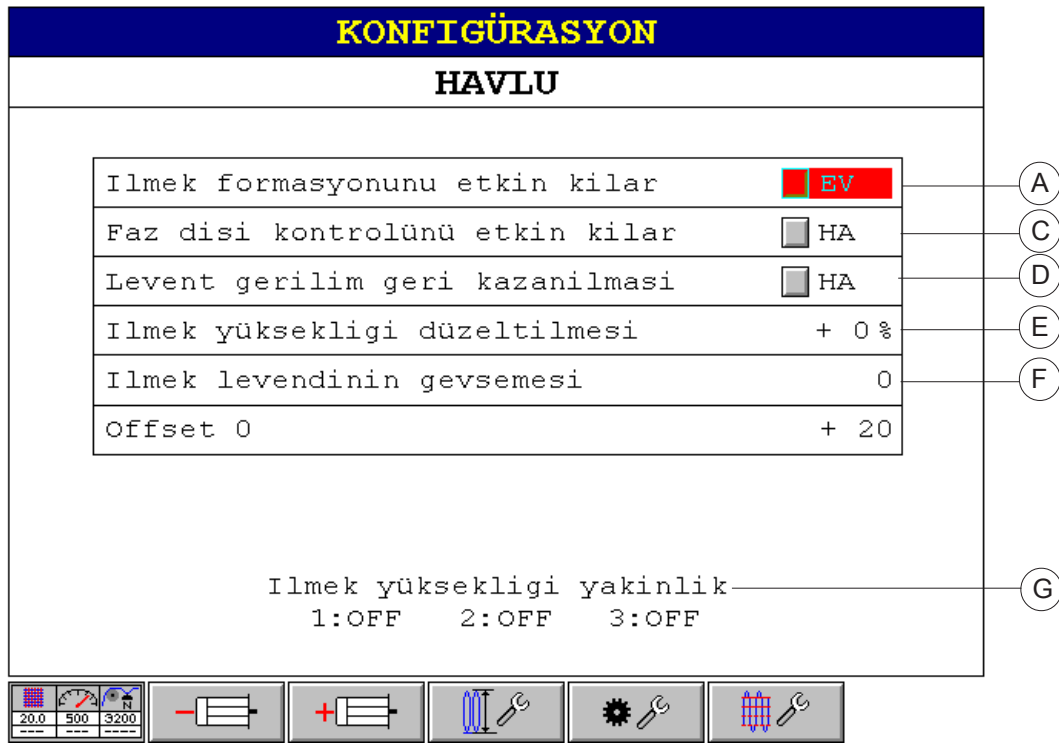 KONFIGÜRASYON
HAVLU
Ilmek formasyonunu etkin kilar EV A
Faz disi kontrolünü etkin kilar HA C
Levent gerilim geri kazanilmasi HA D
Ilmek yüksekligi düzeltilmesi + 0% E
Ilmek levendinin gevsemesi 0 F
Offset 0 + 20
Ilmek yüksekligi yakinlik G
1:OFF 2:OFF 3:OFF
N
20.0 500 3200
--- --- ----
− +